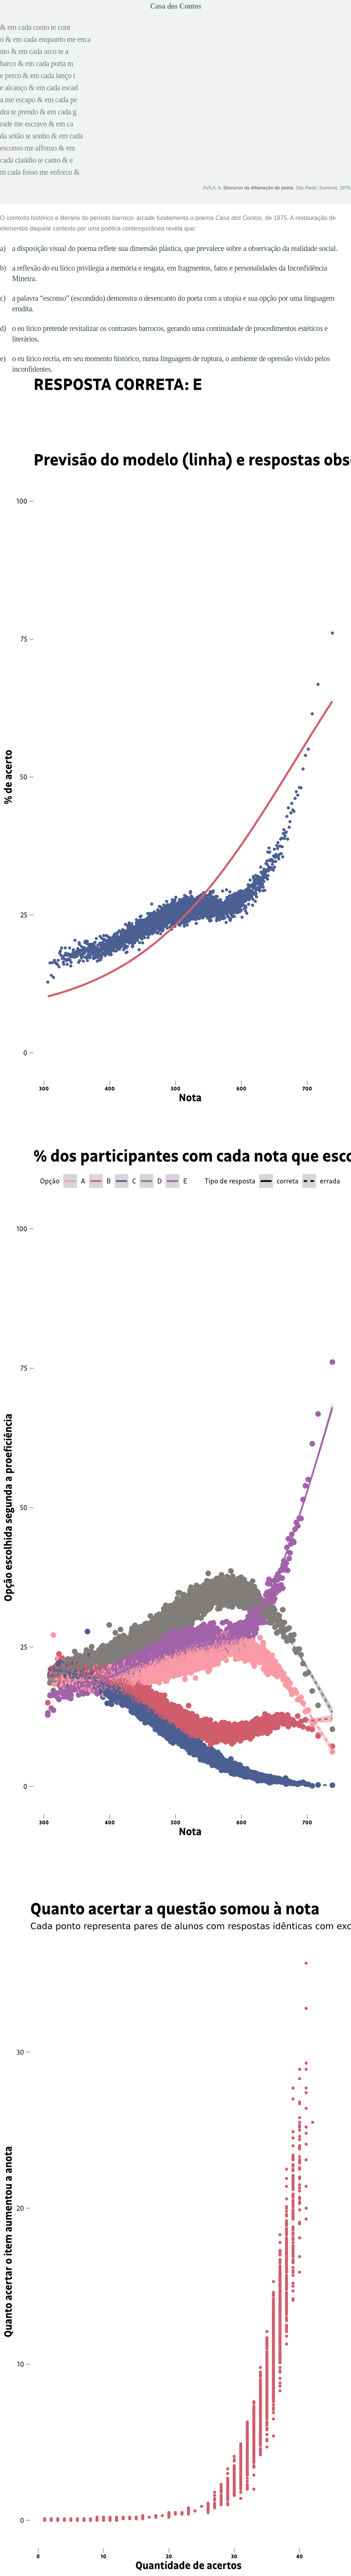 Casa dos Contos
& em cada conto te cont
o & em cada enquanto me enca
nto & em cada arco te a
barco & em cada porta m
e perco & em cada lanço t
e alcanço & em cada escad
a me escapo & em cada pe
dra te prendo & em cada g
rade me escravo & em ca
da sótão te sonho & em cada
esconso me affonso & em
cada claúdio te canto & e
m cada fosso me enforco &
ÁVILA, A. Discurso da difamação do poeta. São Paulo: Summus, 1978.
O contexto histórico e literário do período barroco- árcade fundamenta o poema Casa dos Contos, de 1975. A restauração de
elementos daquele contexto por uma poética contemporânea revela que:
a) a disposição visual do poema reflete sua dimensão plástica, que prevalece sobre a observação da realidade social.
b) a reflexão do eu lírico privilegia a memória e resgata, em fragmentos, fatos e personalidades da Inconfidência
Mineira.
c) a palavra “esconso” (escondido) demonstra o desencanto do poeta com a utopia e sua opção por uma linguagem
erudita.
d) o eu lírico pretende revitalizar os contrastes barrocos, gerando uma continuidade de procedimentos estéticos e
literários.
e) o eu lírico recria, em seu momento histórico, numa linguagem de ruptura, o ambiente de opressão vivido pelos
inconfidentes.
RESPOSTA CORRETA: E
Previsão do modelo (linha) e respostas obs
100
75
50
25
0
% de acerto
300 400 500 600 700
Nota
% dos participantes com cada nota que esco
Opção A B C D E Tipo de resposta correta errada
100
75
50
25
0
Opção escolhida segunda a proeficiência
300 400 500 600 700
Nota
Quanto acertar a questão somou à nota
Cada ponto representa pares de alunos com respostas idênticas com exc
30
20
10
0
Quanto acertar o item aumentou a anota
0 10 20 30 40
Quantidade de acertos